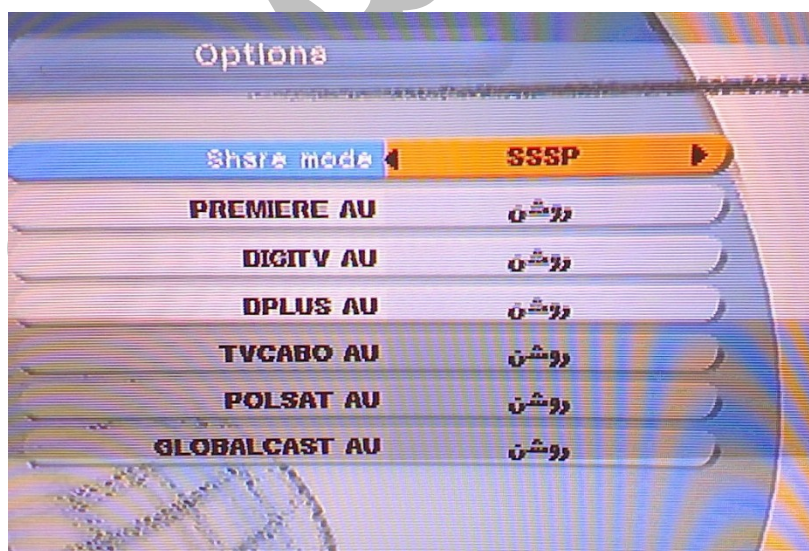 Options
Share mode SSSP
PREMIERE AU روشن
DIGITV AU روشن
DPLUS AU روشن
TVCABO AU روشن
POLSAT AU روشن
GLOBALCAST AU روشن